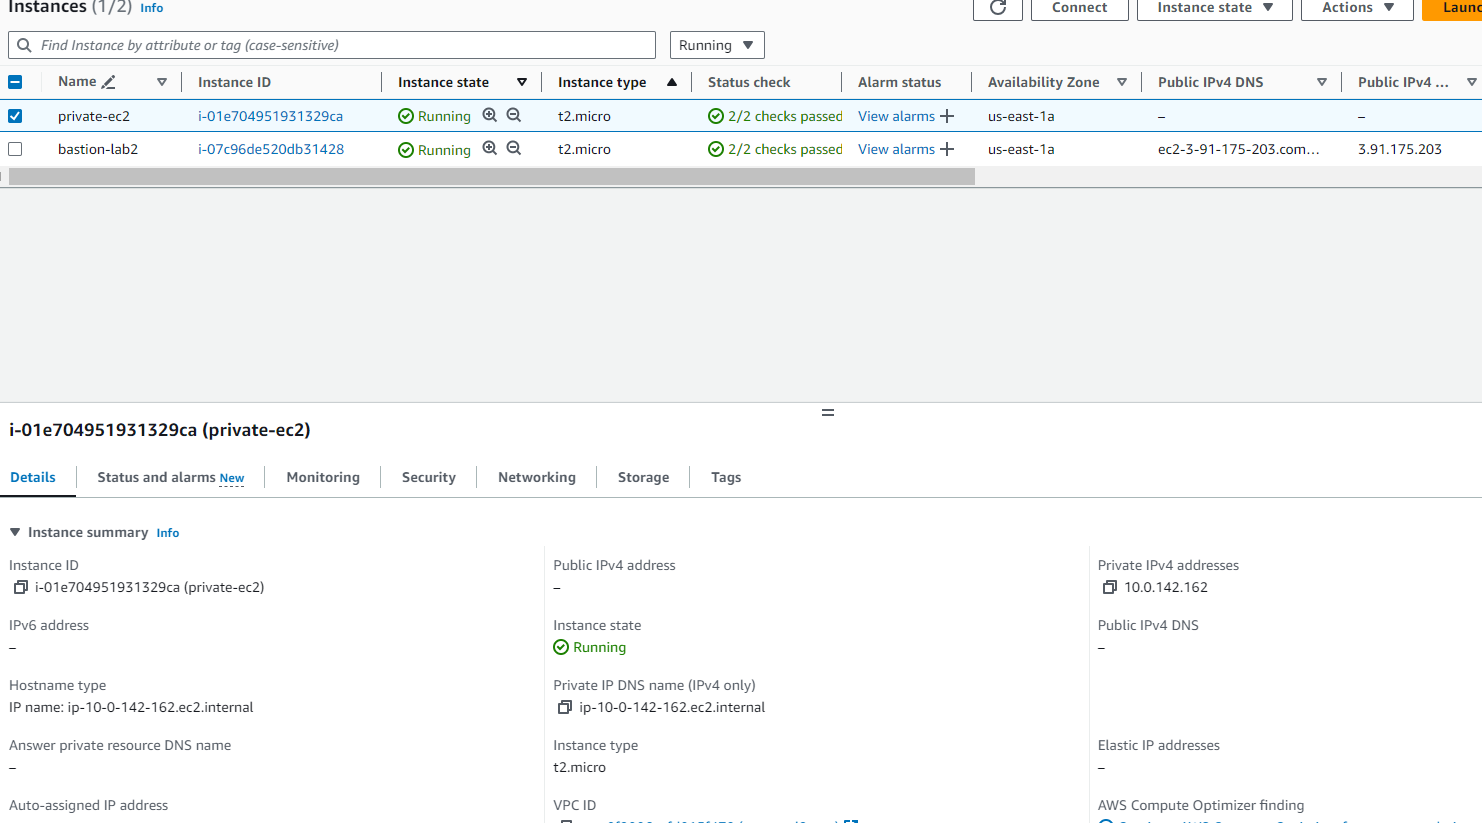 Instances (1/2) Info
Connect Instance state Actions
Find Instance by attribute or tag (case-sensitive) Running
Name Instance ID Instance state Instance type Status check Alarm status Availability Zone Public IPv4 DNS Public IPv4 ...
private-ec2 i-01e704951931329ca Running t2.micro 2/2 checks passed View alarms + us-east-1a – –
bastion-lab2 i-07c96de520db31428 Running t2.micro 2/2 checks passed View alarms + us-east-1a ec2-3-91-175-203.com... 3.91.175.203
i-01e704951931329ca (private-ec2)
Details Status and alarms New Monitoring Security Networking Storage Tags
Instance summary Info
Instance ID Public IPv4 address Private IPv4 addresses
i-01e704951931329ca (private-ec2) – 10.0.142.162
IPv6 address Instance state Public IPv4 DNS
– Running –
Hostname type Private IP DNS name (IPv4 only)
IP name: ip-10-0-142-162.ec2.internal ip-10-0-142-162.ec2.internal
Answer private resource DNS name Instance type Elastic IP addresses
– t2.micro –
Auto-assigned IP address VPC ID AWS Compute Optimizer finding